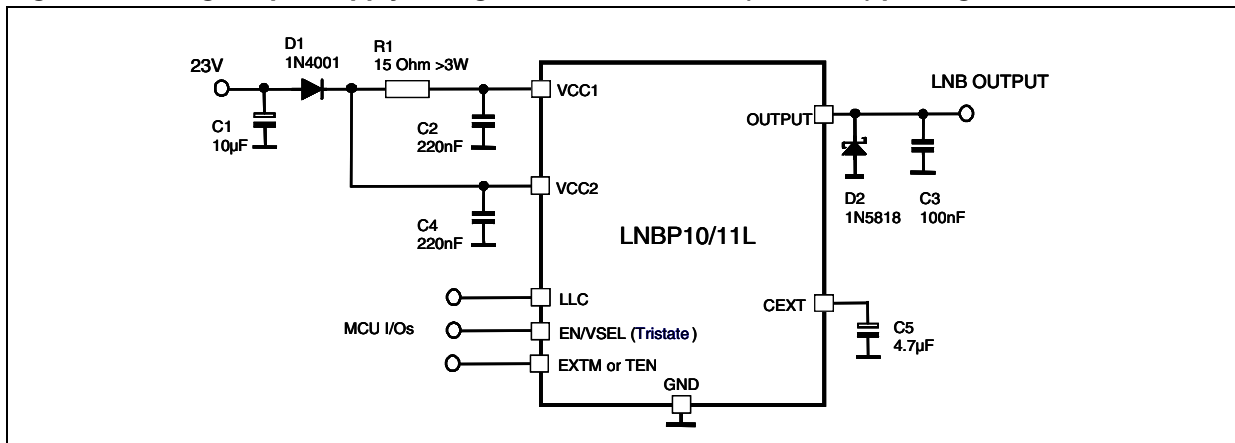 23V
D1
1N4001
R1
15 Ohm >3W
C1
10µF
C2
220nF
VCC1
VCC2
C4
220nF
LNBP10/11L
OUTPUT
LNB OUTPUT
D2
1N5818
C3
100nF
MCU I/Os
LLC
EN/VSEL (Tristate)
EXTM or TEN
GND
CEXT
C5
4.7µF